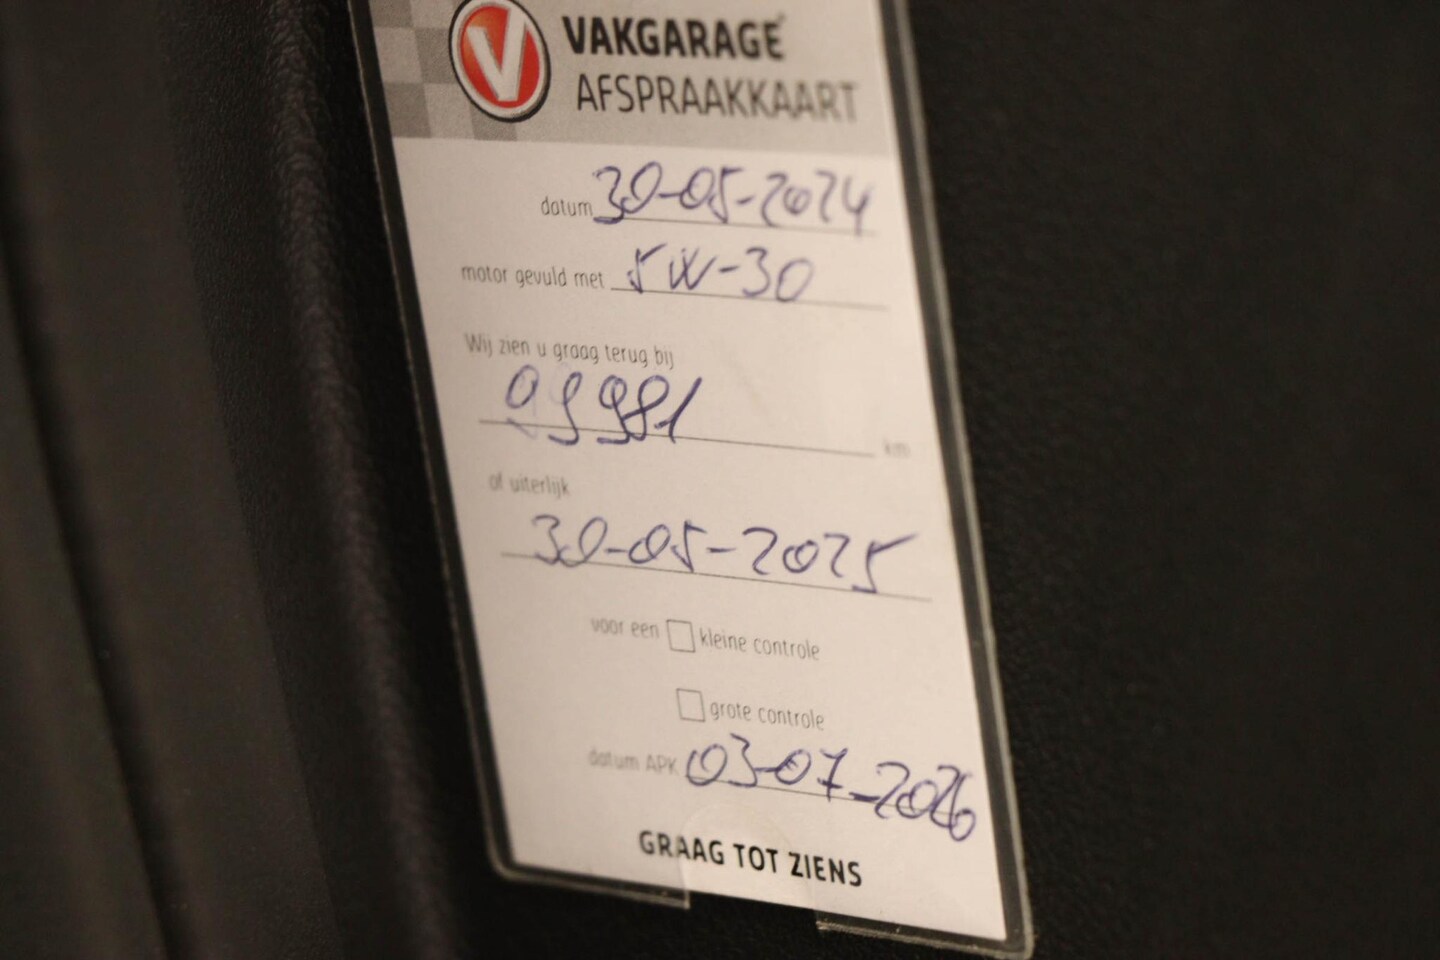 V VAKGARAGE
AFSPRAAKKAART
datum 30-05-2024
motor gevuld met 5W-30
Wij zien u graag terug bij
99981 km
of uiterlijk
30-05-2025
voor een kleine controle
grote controle
datum APK 03-07-2026
GRAAG TOT ZIENS